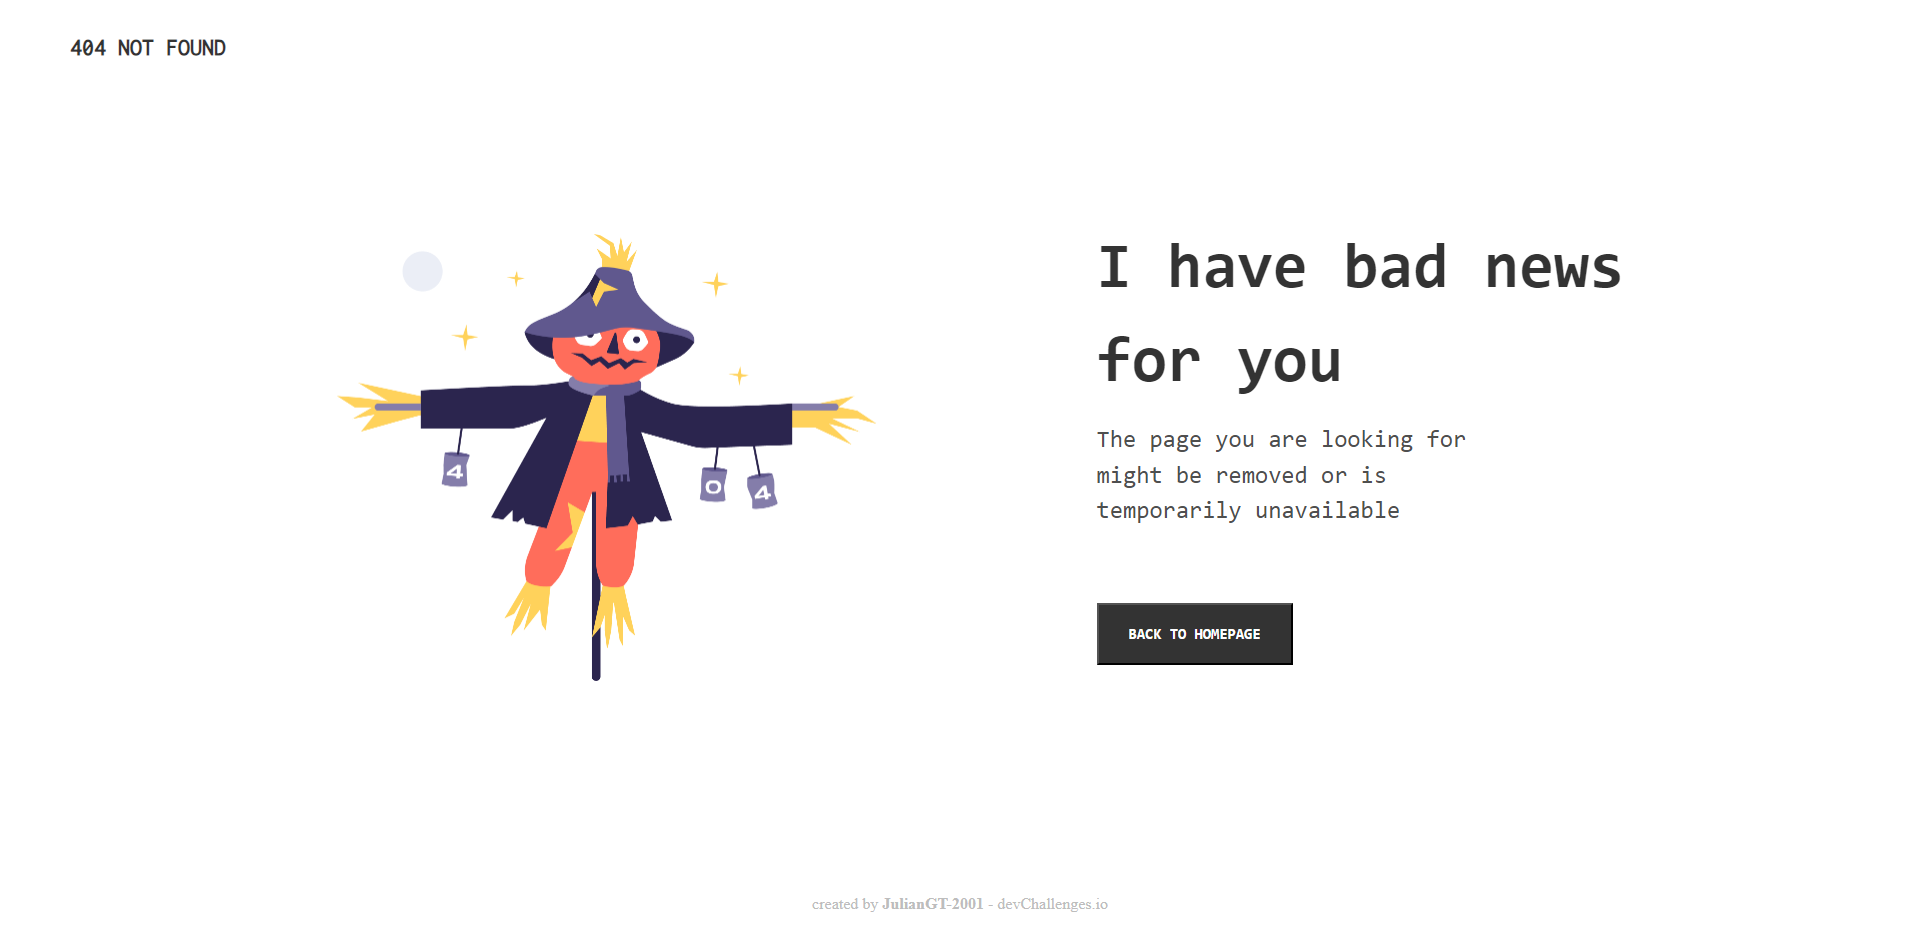 404 NOT FOUND
I have bad news
for you
The page you are looking for
might be removed or is
temporarily unavailable
4
0
4
BACK TO HOMEPAGE
created by JulianGT-2001 - devChallenges.io